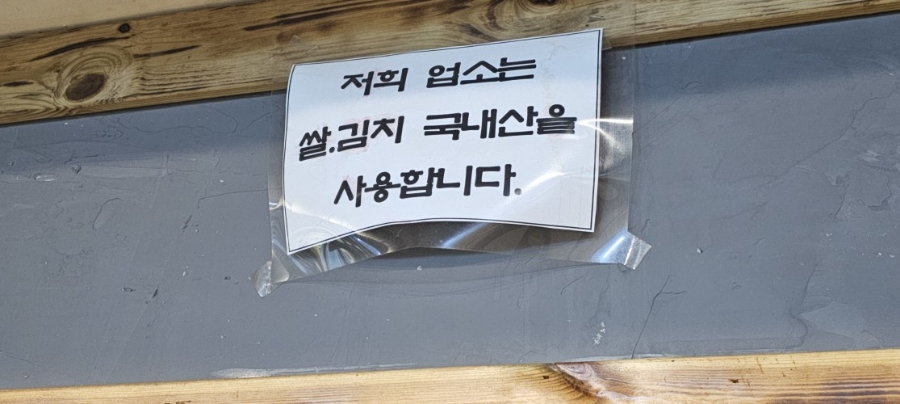 저희 업소는
쌀.김치 국내산을
사용합니다.